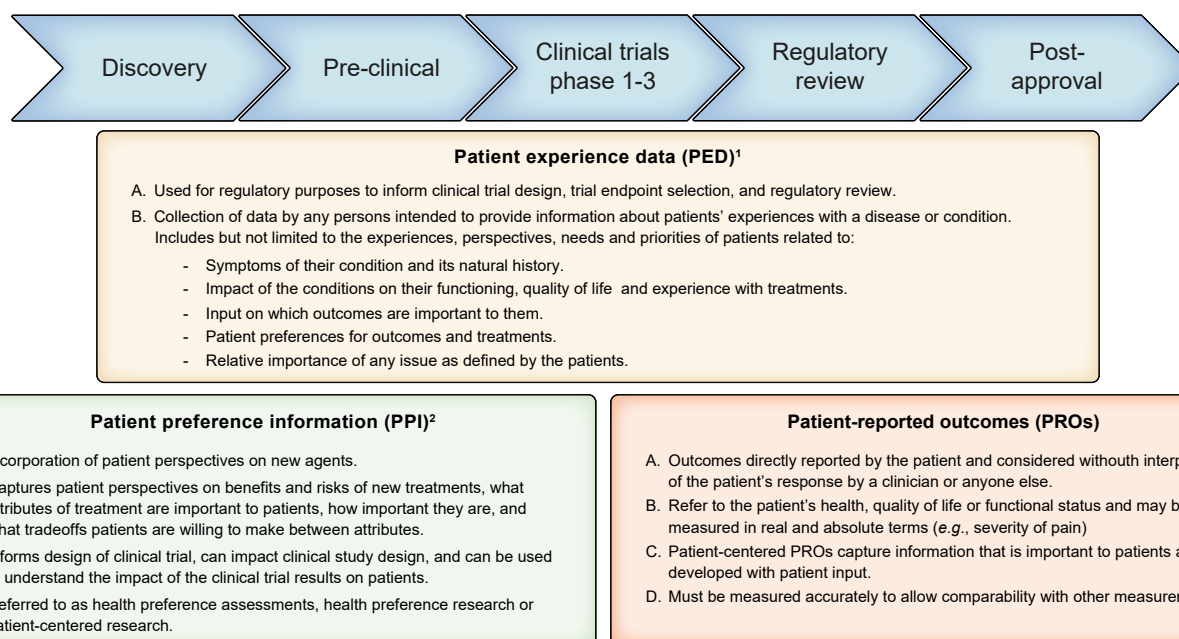 Discovery
Pre-clinical
Clinical trials
phase 1-3
Regulatory
review
Post-
approval
Patient experience data (PED)¹
A. Used for regulatory purposes to inform clinical trial design, trial endpoint selection, and regulatory review.
B. Collection of data by any persons intended to provide information about patients' experiences with a disease or condition.
Includes but not limited to the experiences, perspectives, needs and priorities of patients related to:
- Symptoms of their condition and its natural history.
- Impact of the conditions on their functioning, quality of life and experience with treatments.
- Input on which outcomes are important to them.
- Patient preferences for outcomes and treatments.
- Relative importance of any issue as defined by the patients.
Patient preference information (PPI)²
corporation of patient perspectives on new agents.
aptures patient perspectives on benefits and risks of new treatments, what
tributes of treatment are important to patients, how important they are, and
hat tradeoffs patients are willing to make between attributes.
forms design of clinical trial, can impact clinical study design, and can be used
understand the impact of the clinical trial results on patients.
eferred to as health preference assessments, health preference research or
atient-centered research.
Patient-reported outcomes (PROs)
A. Outcomes directly reported by the patient and considered withouth interp
of the patient's response by a clinician or anyone else.
B. Refer to the patient's health, quality of life or functional status and may b
measured in real and absolute terms (e.g., severity of pain)
C. Patient-centered PROs capture information that is important to patients a
developed with patient input.
D. Must be measured accurately to allow comparability with other measurem